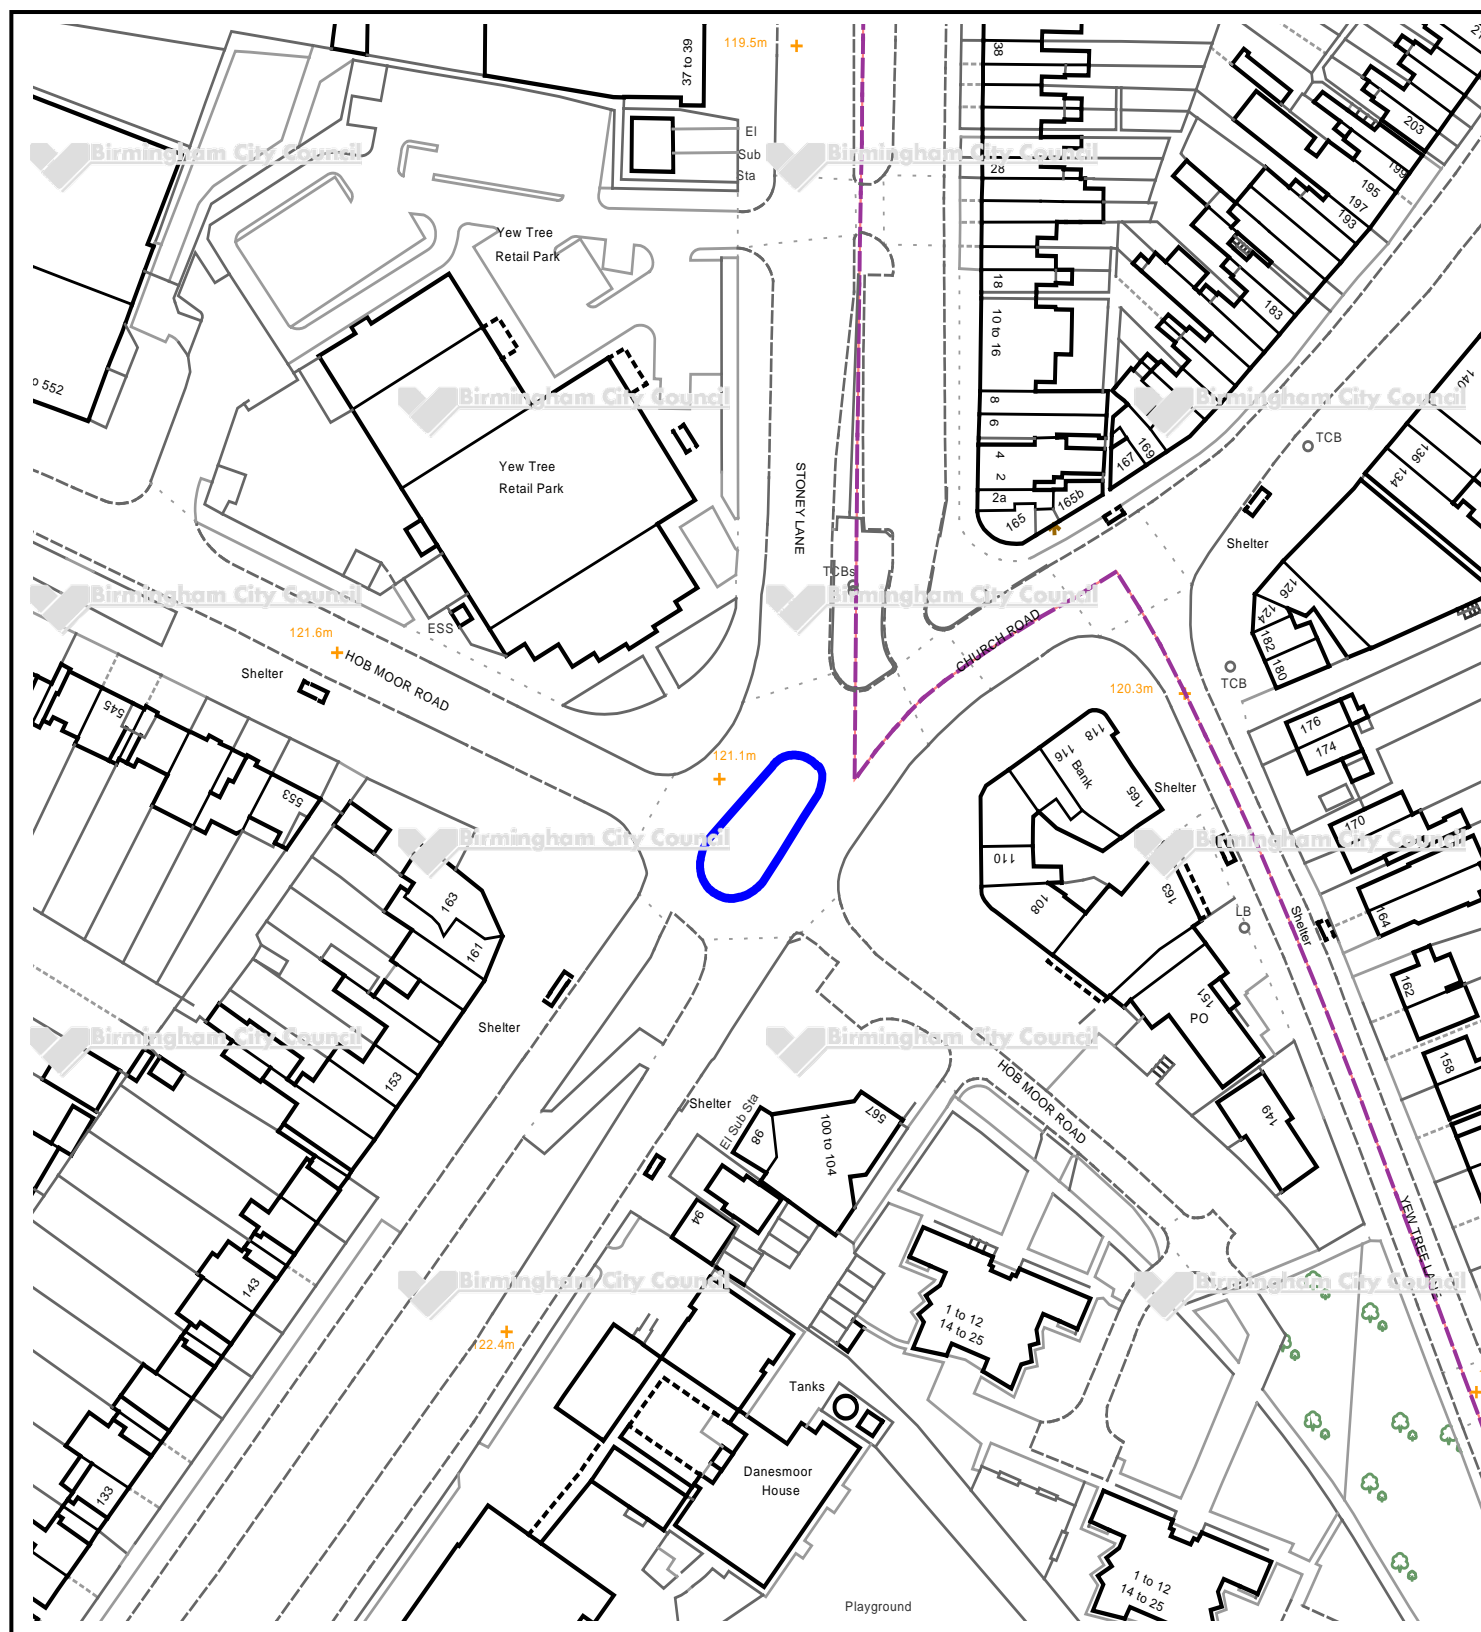 119.5m
37 to 39
El
Sub
Sta
38
28
18
10 to 16
8
6
4
2
2a
165
165b
167
169
203
199
195
197
193
183
Birmingham City Council
Birmingham City Council
Yew Tree
Retail Park
552
Birmingham City Council
Birmingham City Council
TCB
140
136
134
Yew Tree
Retail Park
STONEY LANE
Shelter
TCBs
Birmingham City Council
Birmingham City Council
126
124
182
180
ESS
121.6m
HOB MOOR ROAD
Shelter
CHURCH ROAD
TCB
120.3m
545
553
121.1m
118
116
Bank
165
Shelter
176
174
170
Birmingham City Council
Birmingham City Council
110
108
163
163
161
LB
Shelter
164
162
151
PO
Shelter
Birmingham City Council
Birmingham City Council
153
158
HOB MOOR ROAD
Shelter
El Sub Sta
98
567
100 to 104
149
94
YEW TREE LANE
Birmingham City Council
Birmingham City Council
143
1 to 12
14 to 25
122.4m
Tanks
133
Danesmoor
House
1 to 12
14 to 25
Playground